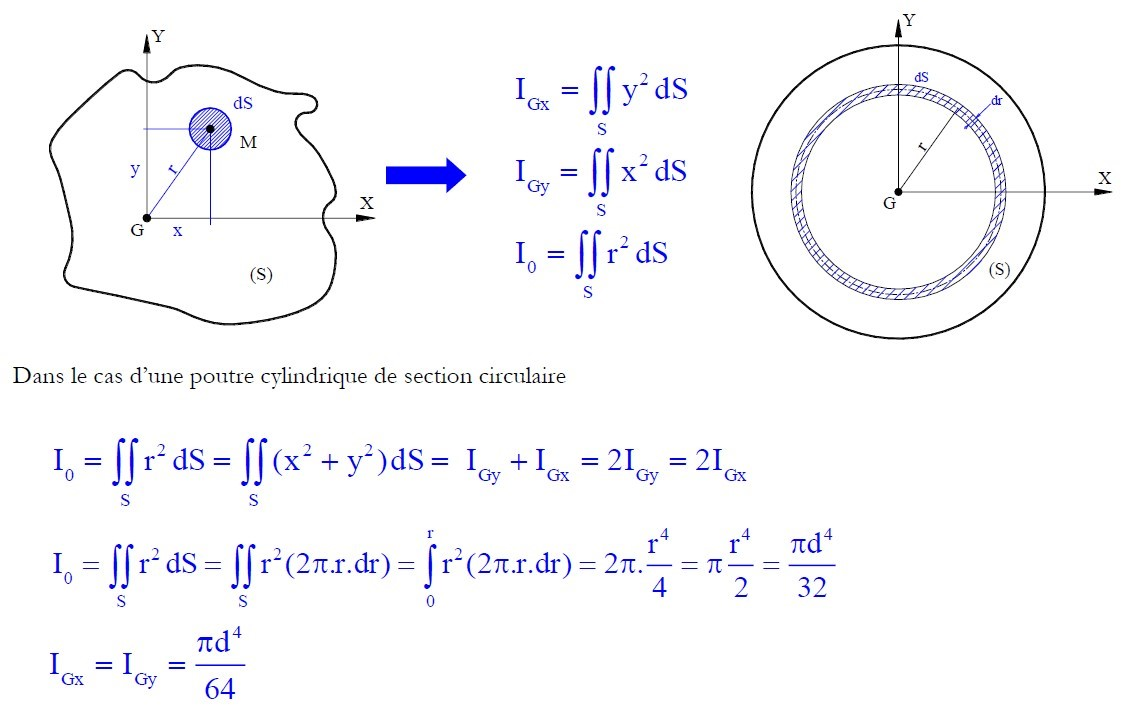 Y
dS
M
y
r
X
G
x
(S)
I_Gx = ∬_S y² dS
I_Gy = ∬_S x² dS
I_0 = ∬_S r² dS
Y
dS
dr
r
X
G
(S)
Dans le cas d'une poutre cylindrique de section circulaire
I_0 = ∬_S r² dS = ∬_S (x² + y²) dS = I_Gy + I_Gx = 2I_Gy = 2I_Gx
I_0 = ∬_S r² dS = ∬_S r² (2π.r.dr) = ∫_0^r r² (2π.r.dr) = 2π. r⁴/4 = π r⁴/2 = πd⁴/32
I_Gx = I_Gy = πd⁴/64